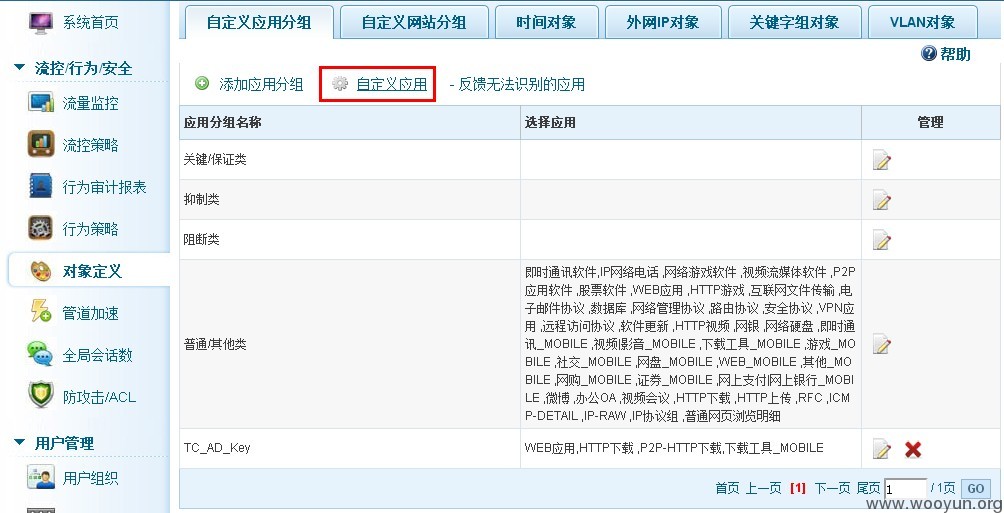 系统首页
流控/行为/安全
流量监控
流控策略
行为审计报表
行为策略
对象定义
管道加速
全局会话数
防攻击/ACL
用户管理
用户组织
自定义应用分组 自定义网站分组 时间对象 外网IP对象 关键字组对象 VLAN对象
帮助
添加应用分组 自定义应用 - 反馈无法识别的应用
应用分组名称 选择应用 管理
关键/保证类
抑制类
阻断类
普通/其他类
即时通讯软件,IP网络电话 ,网络游戏软件 ,视频流媒体软件 ,P2P
应用软件 ,股票软件 ,WEB应用 ,HTTP游戏 ,互联网文件传输 ,电
子邮件协议 ,数据库 ,网络管理协议 ,路由协议 ,安全协议 ,VPN应
用 ,远程访问协议 ,软件更新 ,HTTP视频 ,网银 ,网络硬盘 ,即时通
讯_MOBILE ,视频|影音_MOBILE ,下载工具_MOBILE ,游戏_MO
BILE ,社交_MOBILE ,网盘_MOBILE ,WEB_MOBILE ,其他_MO
BILE ,网购_MOBILE ,证券_MOBILE ,网上支付|网上银行_MOBI
LE ,微博 ,办公OA ,视频会议 ,HTTP下载 ,HTTP上传 ,RFC ,ICM
P-DETAIL ,IP-RAW ,IP协议组 ,普通网页浏览明细
TC_AD_Key WEB应用,HTTP下载 ,P2P-HTTP下载,下载工具_MOBILE
首页 上一页 [1] 下一页 尾页 1 / 1页 GO
www.wooyun.org